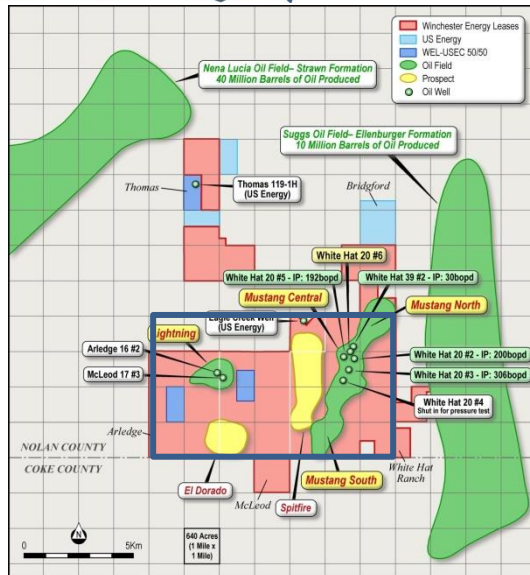 Winchester Energy Leases
US Energy
WEL-USEC 50/50
Oil Field
Prospect
Oil Well
Nena Lucia Oil Field– Strawn Formation
40 Million Barrels of Oil Produced
Suggs Oil Field– Ellenburger Formation
10 Million Barrels of Oil Produced
Thomas
Thomas 119-1H
(US Energy)
Bridgford
White Hat 20 #6
White Hat 20 #5 - IP: 192bopd
White Hat 39 #2 - IP: 30bopd
Mustang Central
Mustang North
Eagle Creek Well
(US Energy)
Lightning
Arledge 16 #2
McLeod 17 #3
White Hat 20 #2 - IP: 200bopd
White Hat 20 #3 - IP: 306bopd
White Hat 20 #4
Shut in for pressure test
Arledge
NOLAN COUNTY
COKE COUNTY
El Dorado
McLeod
Spitfire
Mustang South
White Hat
Ranch
N
0
5Km
640 Acres
(1 Mile x
1 Mile)